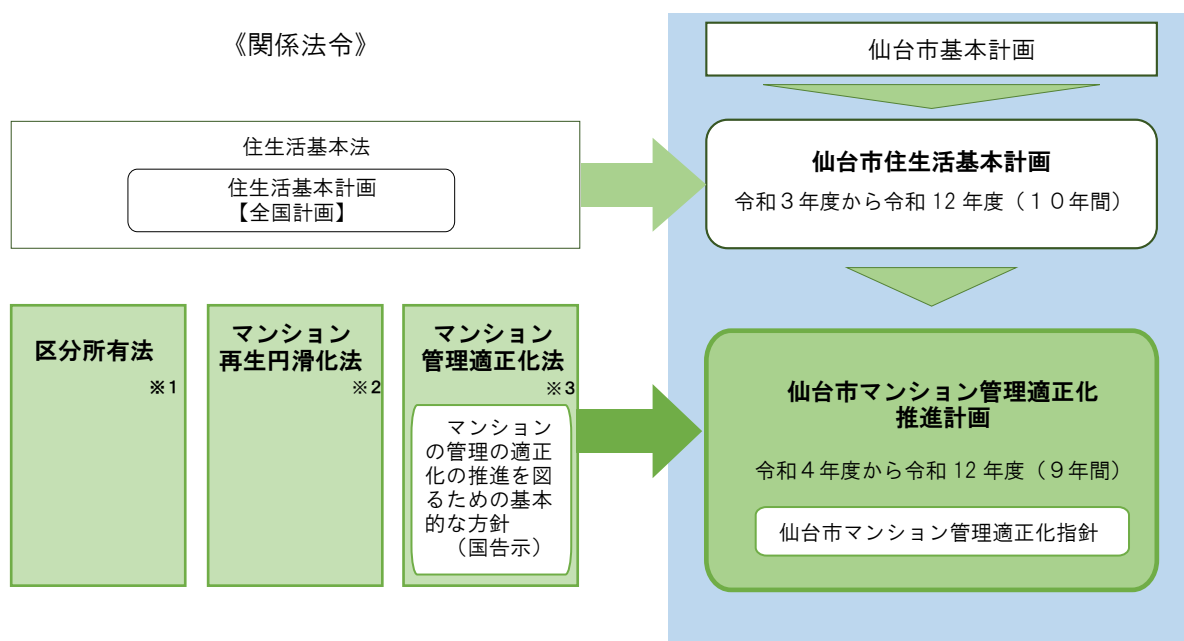 《関係法令》
住生活基本法
住生活基本計画
【全国計画】
区分所有法
※1
マンション
再生円滑化法
※2
マンション
管理適正化法
※3
マンション
の管理の適正
化の推進を図
るための基本
的な方針
（国告示）
仙台市基本計画
仙台市住生活基本計画
令和３年度から令和 12 年度（１０年間）
仙台市マンション管理適正化
推進計画
令和４年度から令和 12 年度（９年間）
仙台市マンション管理適正化指針